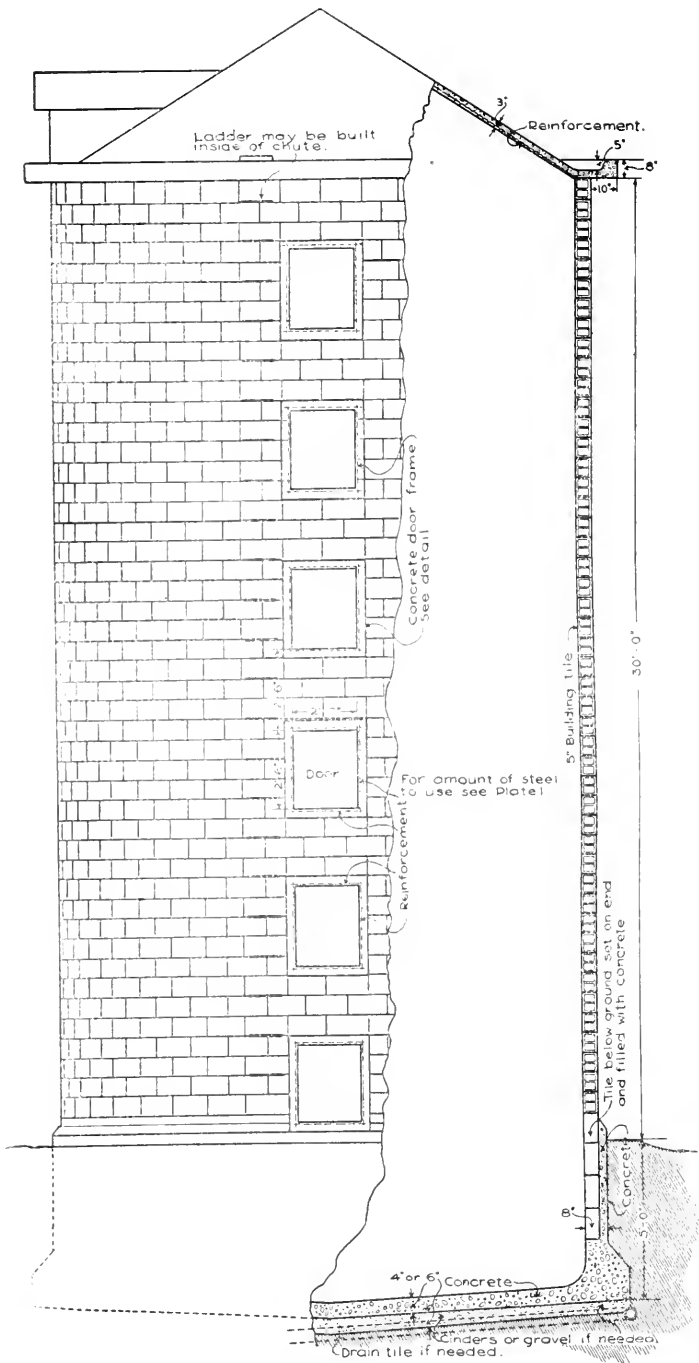 Ladder may be built
inside of chute.
3"
Reinforcement.
5"
8"
10"
Concrete door frame
see detail
30'-0"
5" Building tile
6"
Door
2'-6"
For amount of steel
to use see Plate I
Reinforcement
Tile below ground set on end
and filled with concrete
Concrete
8"
5'-0"
4" or 6" Concrete
Cinders or gravel if needed.
Drain tile if needed.